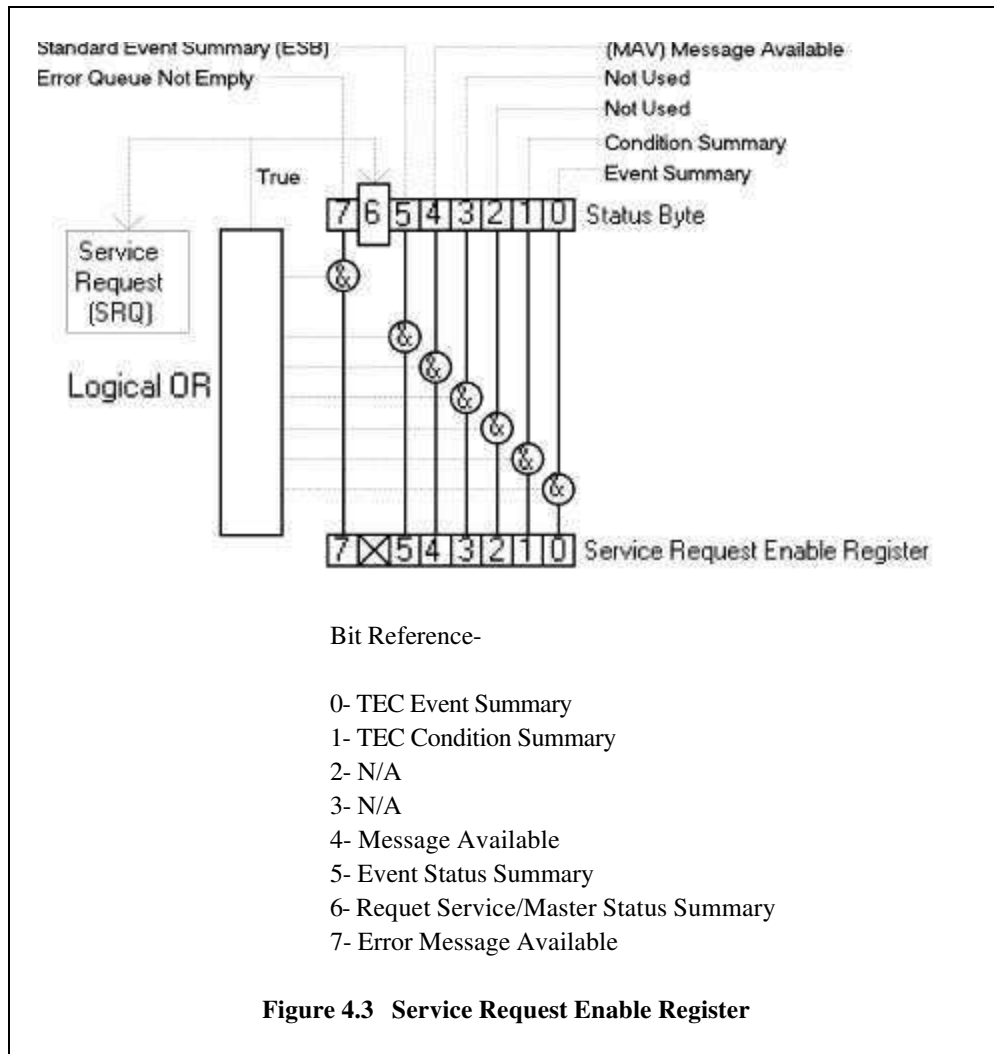 Standard Event Summary (ESB)
(MAV) Message Available
Error Queue Not Empty
Not Used
Not Used
Condition Summary
Event Summary
True
7 6 5 4 3 2 1 0 Status Byte
Service
Request
(SRQ)
&
&
&
&
&
&
&
Logical OR
7 5 4 3 2 1 0 Service Request Enable Register
Bit Reference-
0- TEC Event Summary
1- TEC Condition Summary
2- N/A
3- N/A
4- Message Available
5- Event Status Summary
6- Requet Service/Master Status Summary
7- Error Message Available
Figure 4.3 Service Request Enable Register